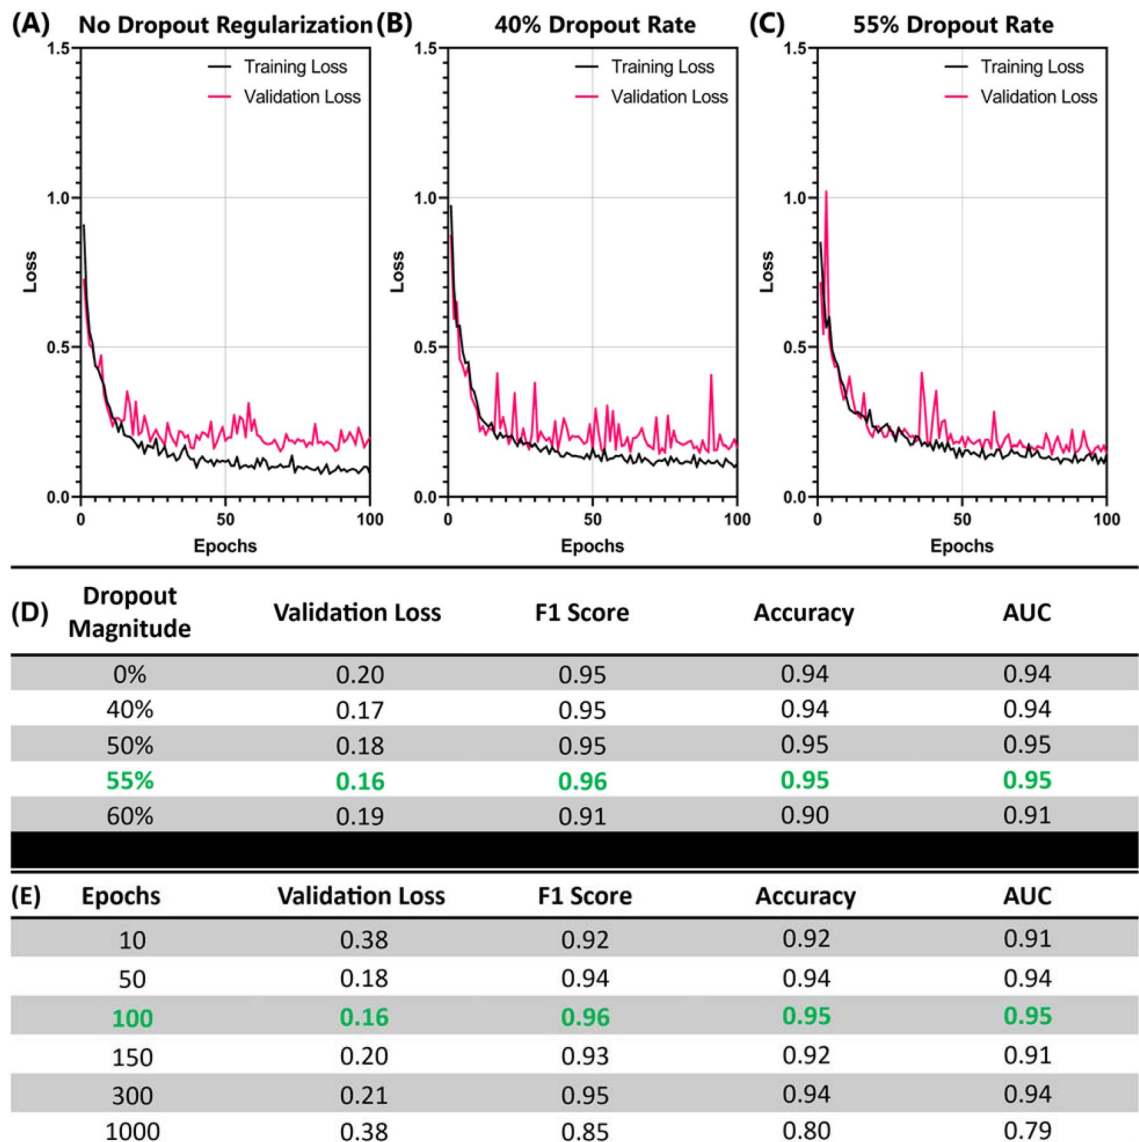 (A) No Dropout Regularization (B) 40% Dropout Rate (C) 55% Dropout Rate
1.5
Training Loss
Validation Loss
1.0
Loss
0.5
0.0
0 50 100
Epochs
Training Loss
Validation Loss
1.5
1.0
Loss
0.5
0.0
0 50 100
Epochs
1.5
Training Loss
Validation Loss
1.0
Loss
0.5
0.0
0 50 100
Epochs
(D) Dropout Magnitude Validation Loss F1 Score Accuracy AUC
0% 0.20 0.95 0.94 0.94
40% 0.17 0.95 0.94 0.94
50% 0.18 0.95 0.95 0.95
55% 0.16 0.96 0.95 0.95
60% 0.19 0.91 0.90 0.91
(E) Epochs Validation Loss F1 Score Accuracy AUC
10 0.38 0.92 0.92 0.91
50 0.18 0.94 0.94 0.94
100 0.16 0.96 0.95 0.95
150 0.20 0.93 0.92 0.91
300 0.21 0.95 0.94 0.94
1000 0.38 0.85 0.80 0.79